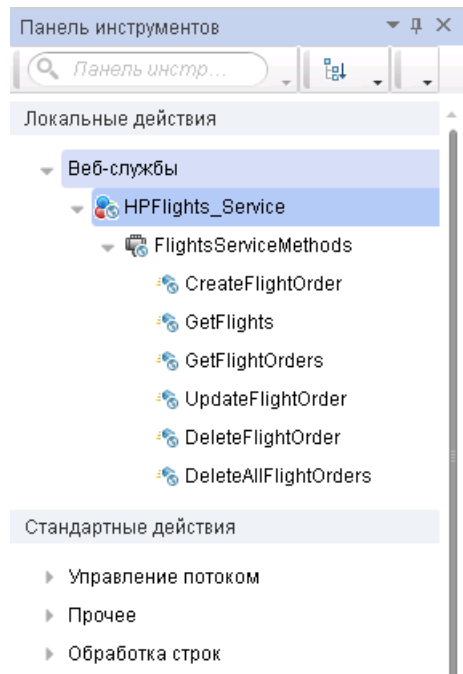 Панель инструментов
Панель инстр...
Локальные действия
Веб-службы
HPFlights_Service
FlightsServiceMethods
CreateFlightOrder
GetFlights
GetFlightOrders
UpdateFlightOrder
DeleteFlightOrder
DeleteAllFlightOrders
Стандартные действия
Управление потоком
Прочее
Обработка строк